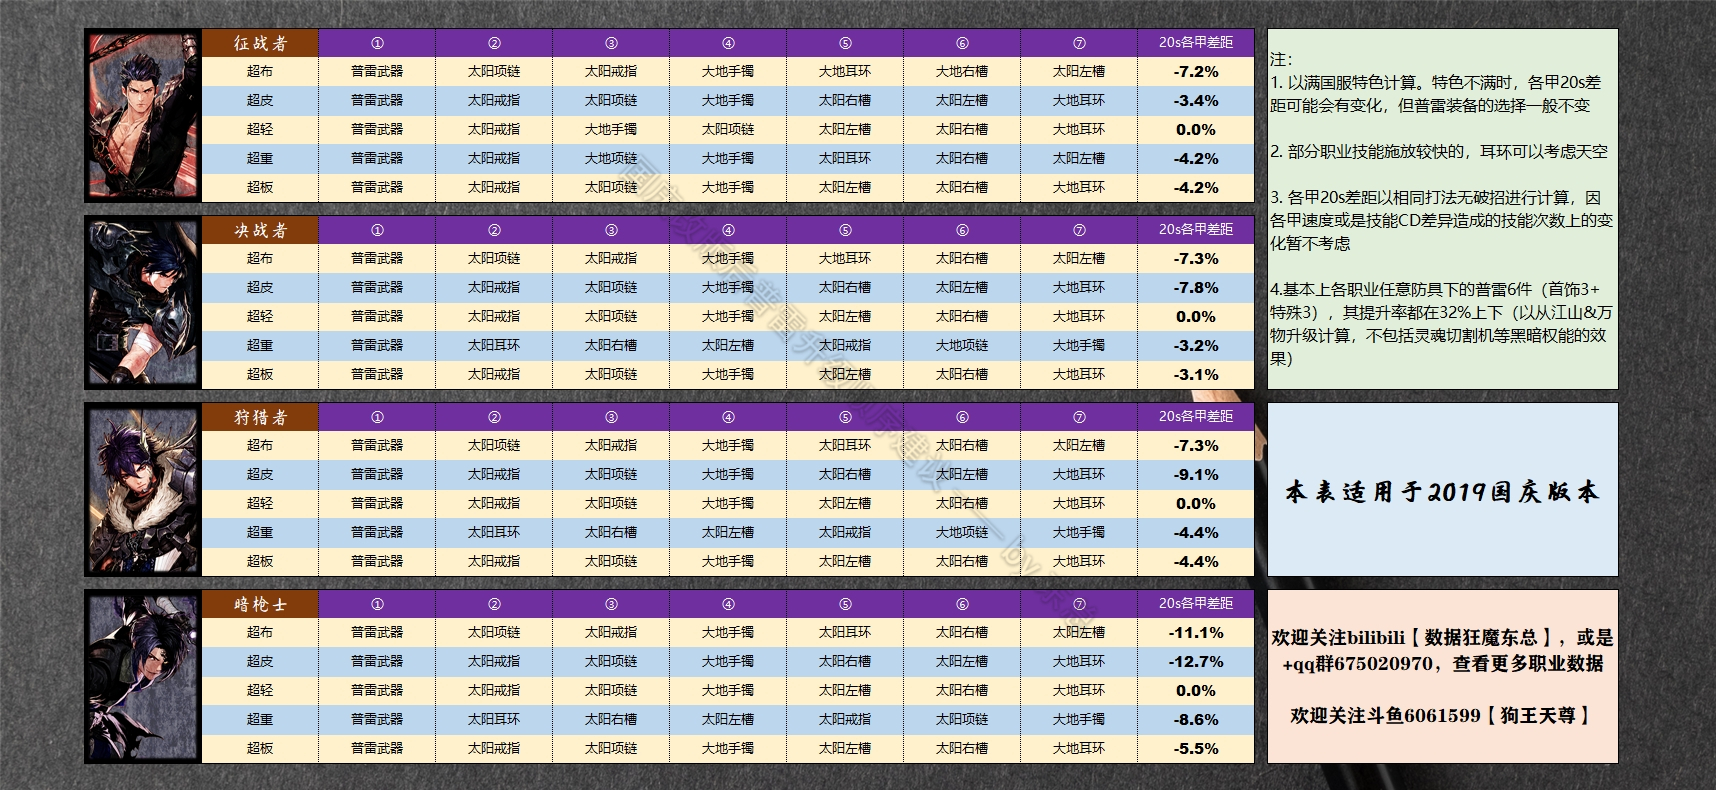 征战者 ① ② ③ ④ ⑤ ⑥ ⑦ 20s各甲差距
超布 普雷武器 太阳项链 太阳戒指 大地手镯 大地耳环 大地右槽 太阳左槽 -7.2%
超皮 普雷武器 太阳戒指 太阳项链 大地手镯 太阳右槽 太阳左槽 大地耳环 -3.4%
超轻 普雷武器 太阳戒指 大地手镯 太阳项链 太阳左槽 太阳右槽 大地耳环 0.0%
超重 普雷武器 太阳戒指 大地项链 大地手镯 太阳耳环 太阳右槽 太阳左槽 -4.2%
超板 普雷武器 太阳戒指 太阳项链 大地手镯 太阳左槽 太阳右槽 大地耳环 -4.2%
决战者 ① ② ③ ④ ⑤ ⑥ ⑦ 20s各甲差距
超布 普雷武器 太阳项链 太阳戒指 大地手镯 大地耳环 太阳右槽 太阳左槽 -7.3%
超皮 普雷武器 太阳戒指 太阳项链 大地手镯 太阳右槽 太阳左槽 大地耳环 -7.8%
超轻 普雷武器 太阳戒指 太阳项链 大地手镯 太阳左槽 太阳右槽 大地耳环 0.0%
超重 普雷武器 太阳耳环 太阳右槽 太阳左槽 太阳戒指 大地项链 大地手镯 -3.2%
超板 普雷武器 太阳戒指 太阳项链 大地手镯 太阳左槽 太阳右槽 大地耳环 -3.1%
狩猎者 ① ② ③ ④ ⑤ ⑥ ⑦ 20s各甲差距
超布 普雷武器 太阳项链 太阳戒指 大地手镯 太阳耳环 太阳右槽 太阳左槽 -7.3%
超皮 普雷武器 太阳戒指 太阳项链 大地手镯 太阳右槽 太阳左槽 大地耳环 -9.1%
超轻 普雷武器 太阳戒指 太阳项链 大地手镯 太阳左槽 太阳右槽 大地耳环 0.0%
超重 普雷武器 太阳耳环 太阳右槽 太阳左槽 太阳戒指 大地项链 大地手镯 -4.4%
超板 普雷武器 太阳戒指 太阳项链 大地手镯 太阳左槽 太阳右槽 大地耳环 -4.4%
暗枪士 ① ② ③ ④ ⑤ ⑥ ⑦ 20s各甲差距
超布 普雷武器 太阳项链 太阳戒指 大地手镯 太阳耳环 太阳右槽 太阳左槽 -11.1%
超皮 普雷武器 太阳戒指 太阳项链 大地手镯 太阳右槽 太阳左槽 大地耳环 -12.7%
超轻 普雷武器 太阳戒指 太阳项链 大地手镯 太阳左槽 太阳右槽 大地耳环 0.0%
超重 普雷武器 太阳耳环 太阳右槽 太阳左槽 太阳戒指 太阳项链 大地手镯 -8.6%
超板 普雷武器 太阳戒指 太阳项链 大地手镯 太阳左槽 太阳右槽 大地耳环 -5.5%
注：
1. 以满国服特色计算。特色不满时，各甲20s差
距可能会有变化，但普雷装备的选择一般不变
2. 部分职业技能施放较快的，耳环可以考虑天空
3. 各甲20s差距以相同打法无破招进行计算，因
各甲速度或是技能CD差异造成的技能次数上的变
化暂不考虑
4.基本上各职业任意防具下的普雷6件（首饰3+
特殊3），其提升率都在32%上下（以从江山&万
物升级计算，不包括灵魂切割机等黑暗权能的效
果）
本表适用于2019国庆版本
欢迎关注bilibili【数据狂魔东总】，或是
+qq群675020970，查看更多职业数据
欢迎关注斗鱼6061599【狗王天尊】
国庆改版后普雷升级顺序建议——by东总